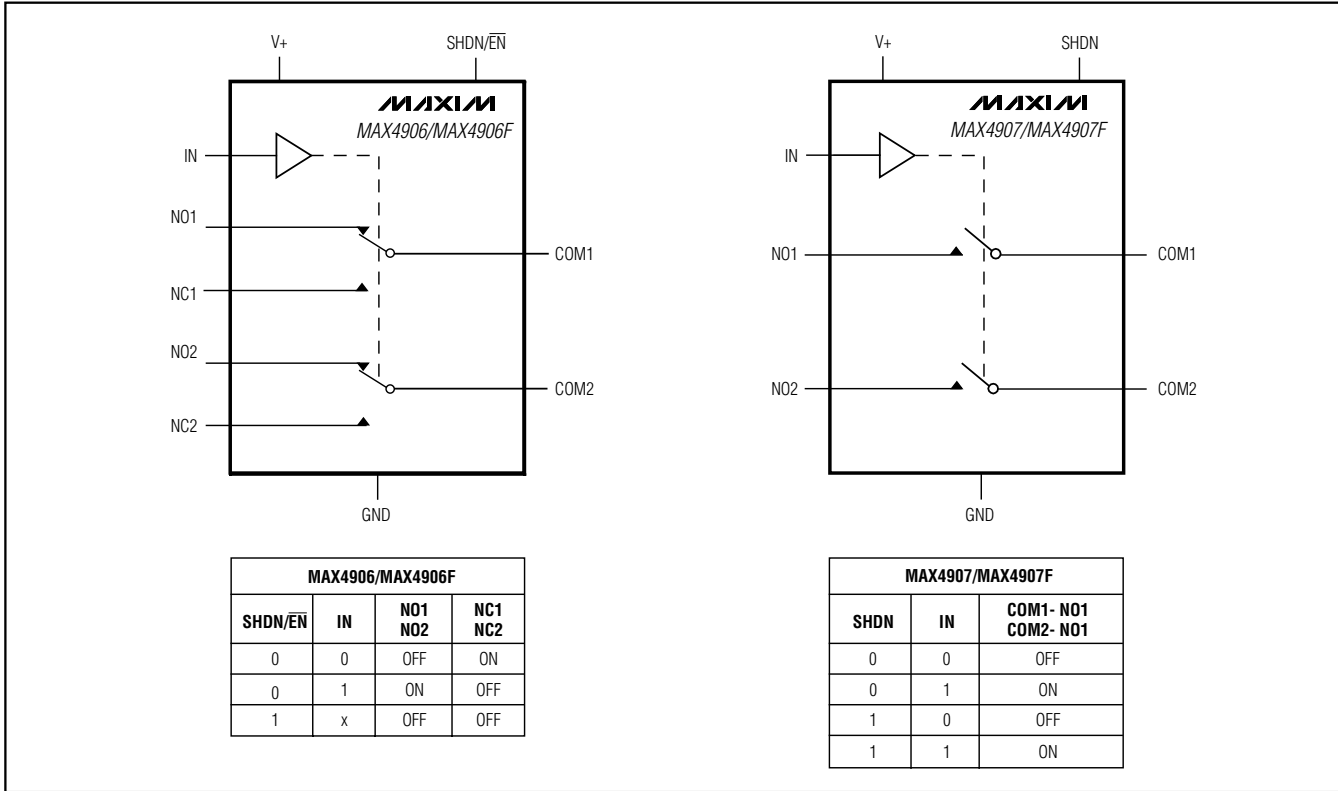 V+
SHDN/EN
MAXIM
MAX4906/MAX4906F
IN
NO1
COM1
NC1
NO2
COM2
NC2
GND
MAX4906/MAX4906F
SHDN/EN IN NO1 NO2 NC1 NC2
0 0 OFF ON
0 1 ON OFF
1 x OFF OFF
V+
SHDN
MAXIM
MAX4907/MAX4907F
IN
NO1
COM1
NO2
COM2
GND
MAX4907/MAX4907F
SHDN IN COM1- NO1 COM2- NO1
0 0 OFF
0 1 ON
1 0 OFF
1 1 ON